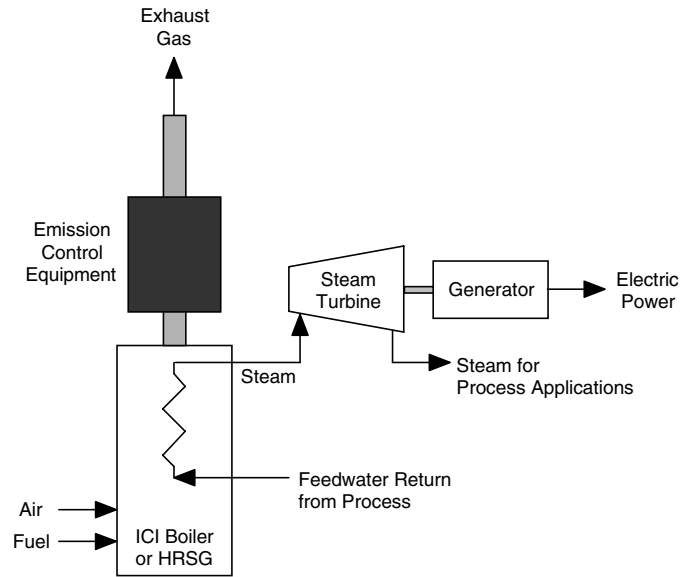 Exhaust
Gas
Emission
Control
Equipment
Steam
Turbine
Generator
Electric
Power
Steam
Steam for
Process Applications
Feedwater Return
from Process
Air
Fuel
ICI Boiler
or HRSG